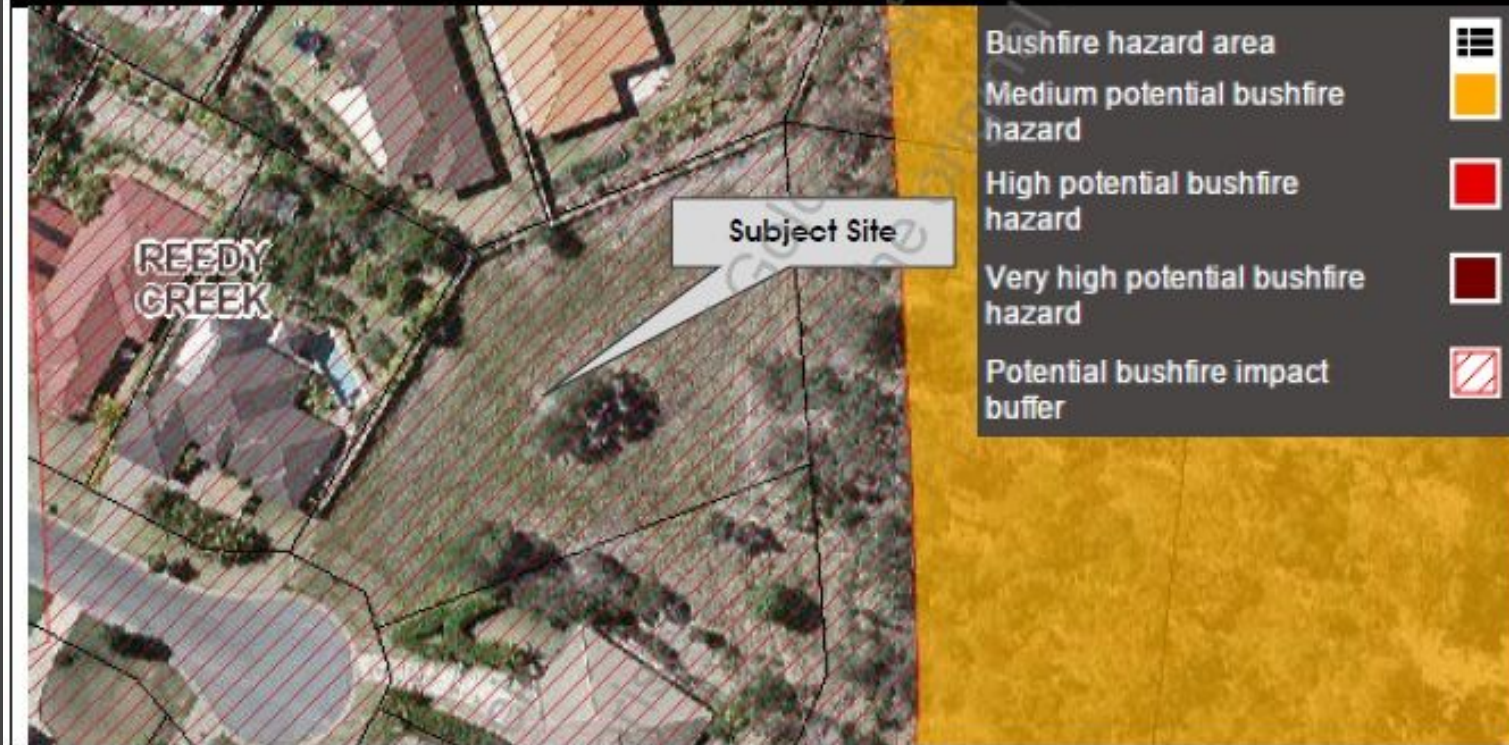 Bushfire hazard area
Medium potential bushfire
hazard
High potential bushfire
hazard
Very high potential bushfire
hazard
Potential bushfire impact
buffer
Subject Site
REEDY
CREEK